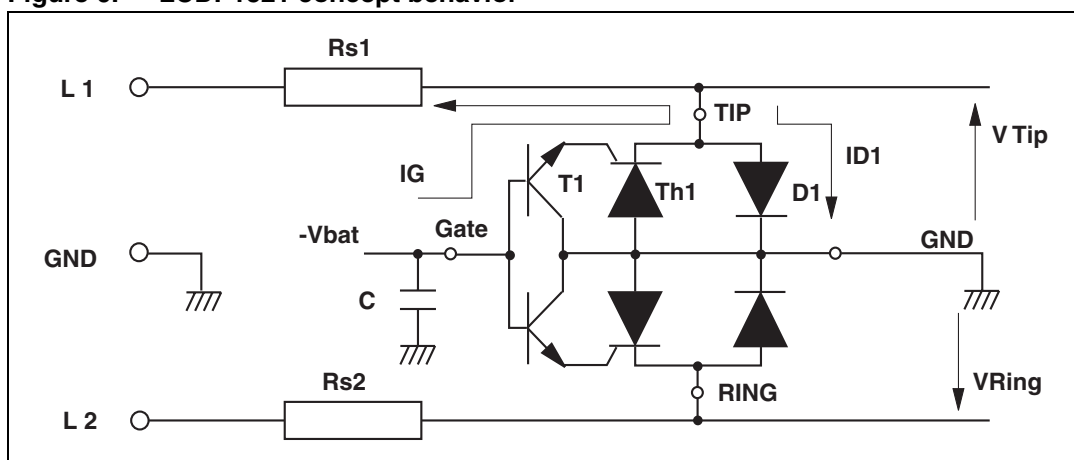 Rs1
L 1
TIP
V Tip
ID1
IG
T1
Th1
D1
-Vbat
Gate
GND
GND
C
Rs2
VRing
RING
L 2